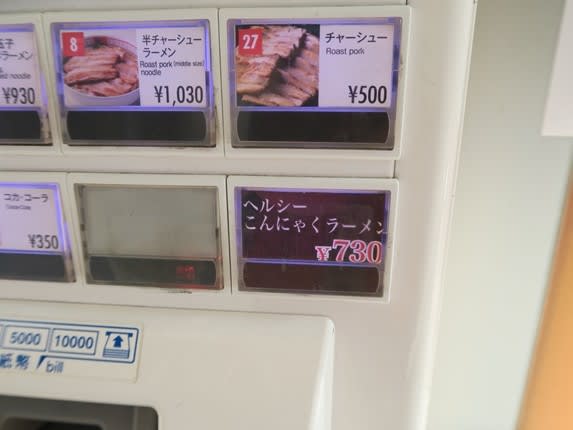 玉子
ーメン
noodle
¥930
8
半チャーシュー
ラーメン
Roast pork (middle size)
noodle
¥1,030
27
チャーシュー
Roast pork
¥500
コカ・コーラ
Coca-Cola
¥350
ヘルシー
こんにゃくラーメン
¥730
5000
10000
紙幣
bill